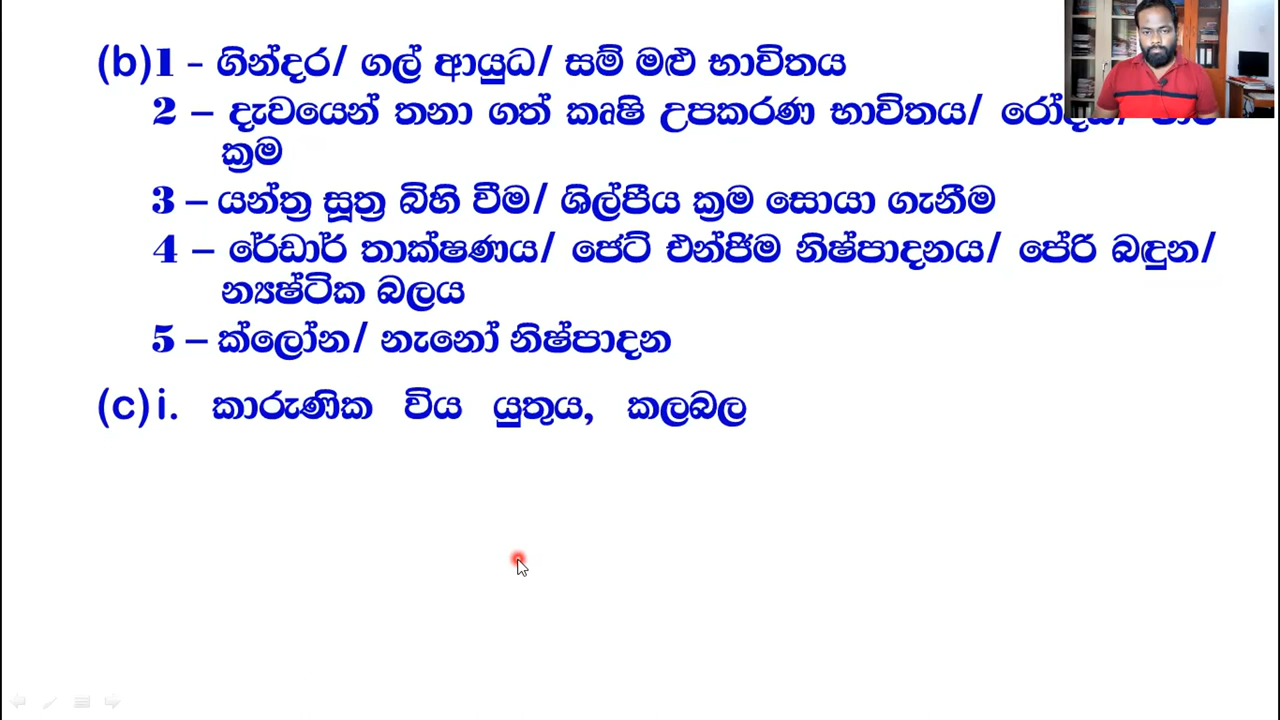 (b)1 - ගින්දර/ ගල් ආයුධ/ සම් මළු භාවිතය
2 – දැවයෙන් තනා ගත් කෘෂි උපකරණ භාවිතය/
ක්‍රම
3 – යන්ත්‍ර සූත්‍ර බිහි වීම/ ශිල්පීය ක්‍රම සොයා ගැනීම
4 – රේඩාර් තාක්ෂණය/ ජෙට් එන්ජිම නිෂ්පාදනය/ පේරි බඳුන/
න්‍යෂ්ටික බලය
5 – ක්ලෝන/ නැනෝ නිෂ්පාදන
(c) i. කාරුණික විය යුතුය, කලබල